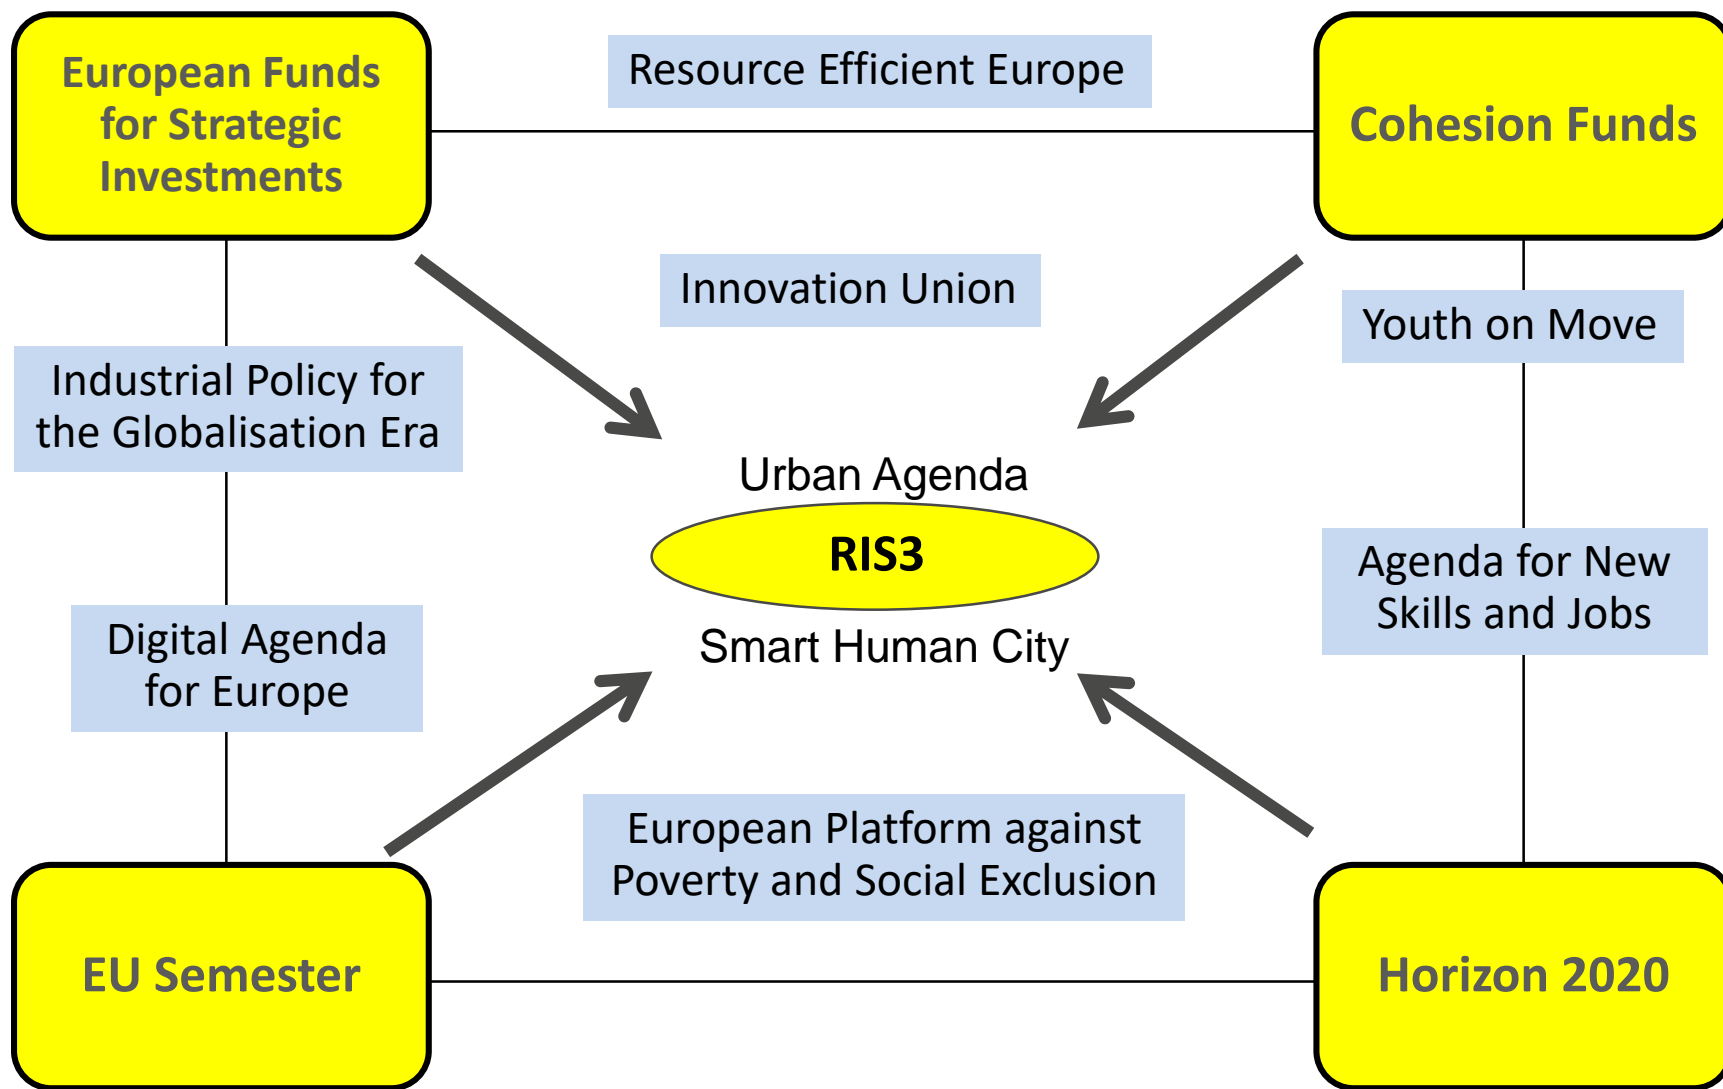 European Funds
for Strategic
Investments
Resource Efficient Europe
Cohesion Funds
Innovation Union
Youth on Move
Industrial Policy for
the Globalisation Era
Urban Agenda
RIS3
Smart Human City
Agenda for New
Skills and Jobs
Digital Agenda
for Europe
European Platform against
Poverty and Social Exclusion
EU Semester
Horizon 2020